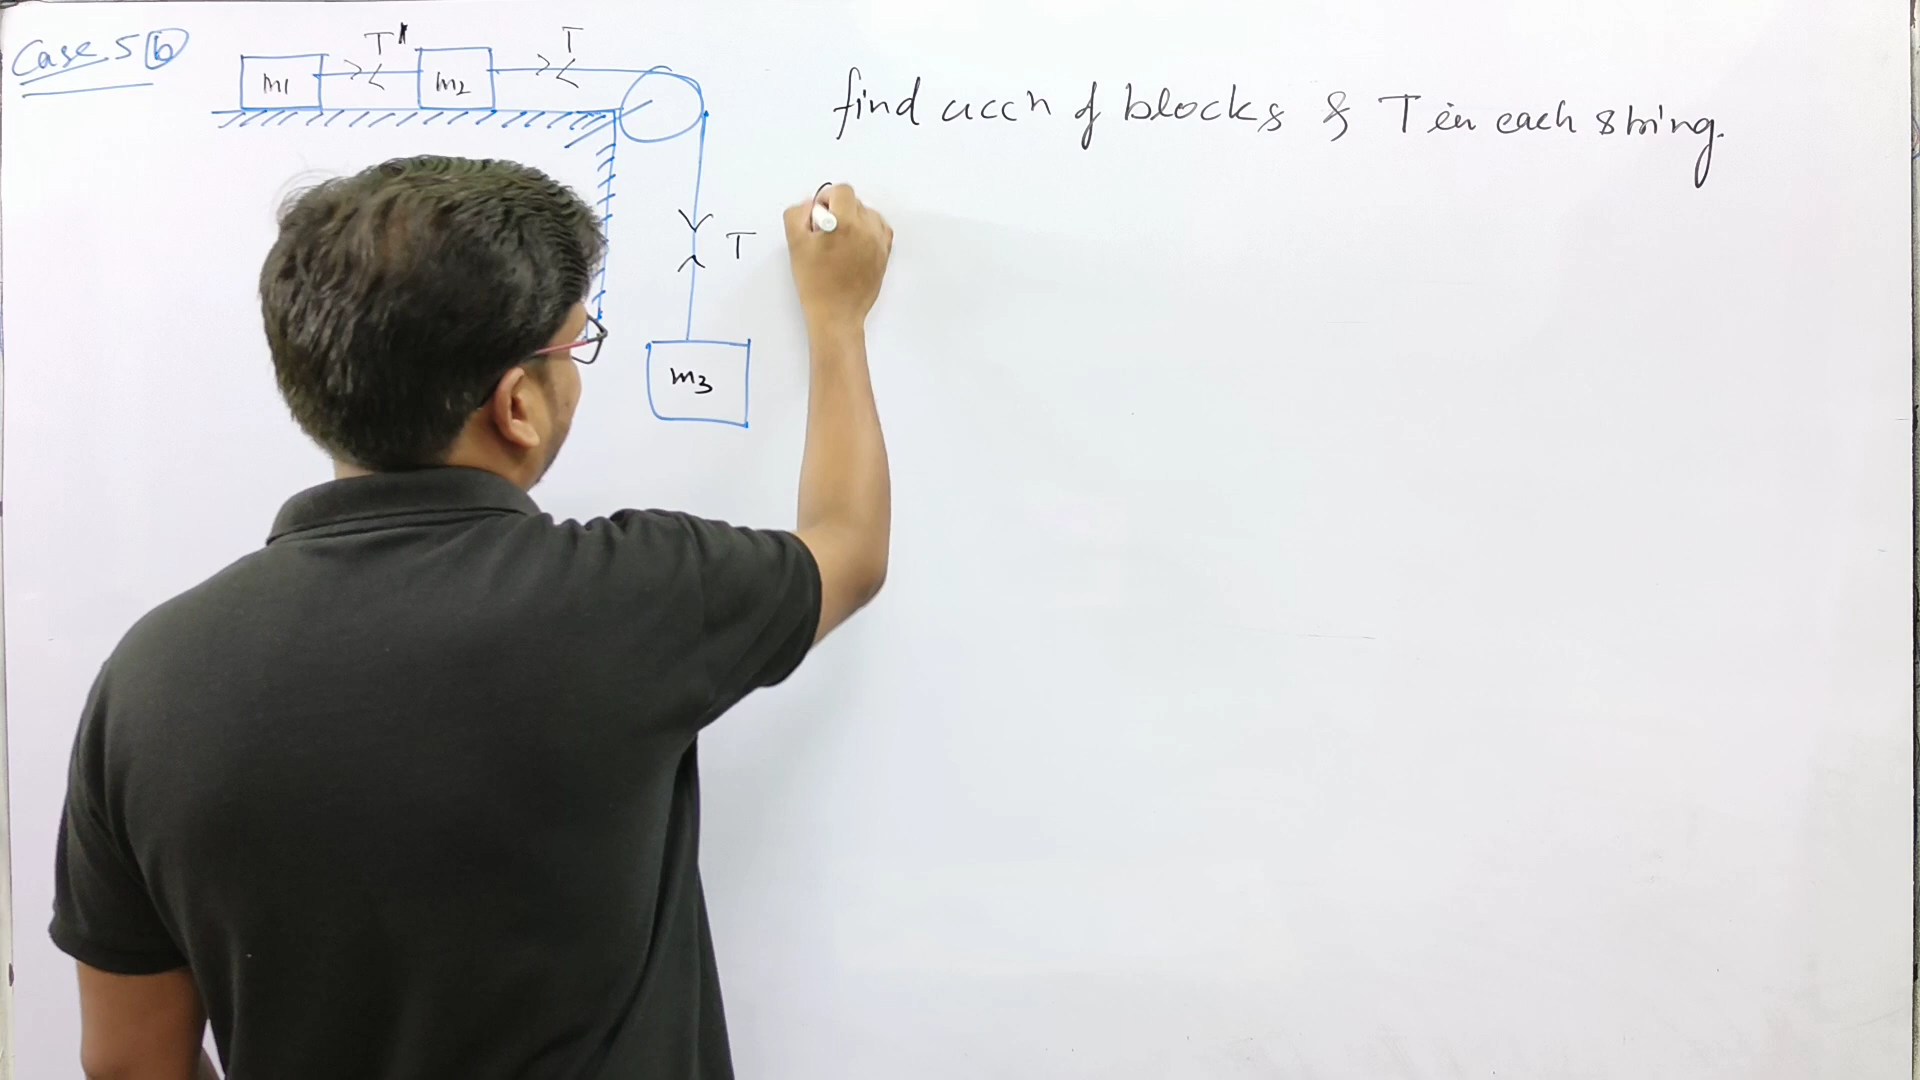 Case 5 (b)
T' T
m1 m2
find accn of blocks & T in each string.
T
m3